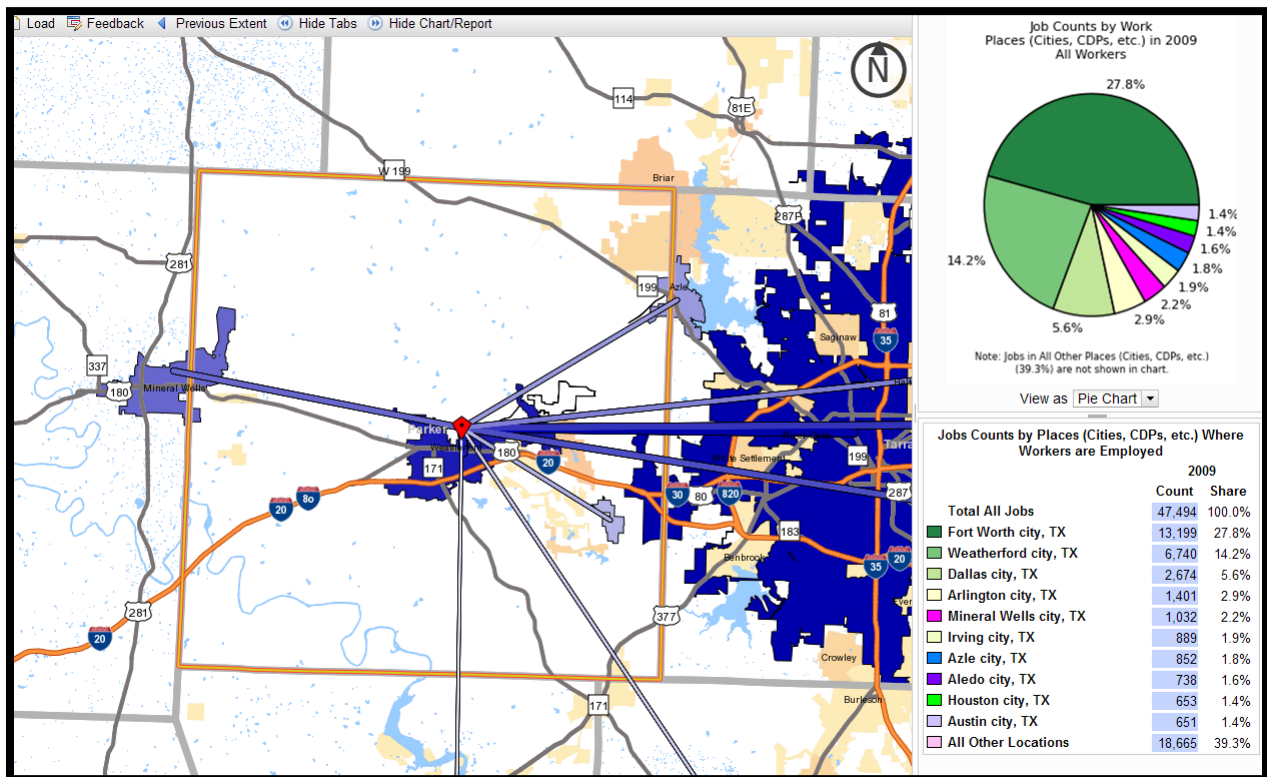 Load Feedback Previous Extent Hide Tabs Hide Chart/Report
N
114
81E
W 199
Briar
287P
281
199
Azle
81
35
Saginaw
337
180
Mineral Wells
Parker
180
171
20
White Settlement
199
Tarra
30
80
820
287
80
20
183
Benbrook
35
20
281
377
20
Crowley
171
Burleson
Job Counts by Work
Places (Cities, CDPs, etc.) in 2009
All Workers
27.8%
14.2%
5.6%
2.9%
2.2%
1.9%
1.8%
1.6%
1.4%
1.4%
Note: Jobs in All Other Places (Cities, CDPs, etc.)
(39.3%) are not shown in chart.
View as Pie Chart
Jobs Counts by Places (Cities, CDPs, etc.) Where
Workers are Employed
2009
Count Share
Total All Jobs 47,494 100.0%
Fort Worth city, TX 13,199 27.8%
Weatherford city, TX 6,740 14.2%
Dallas city, TX 2,674 5.6%
Arlington city, TX 1,401 2.9%
Mineral Wells city, TX 1,032 2.2%
Irving city, TX 889 1.9%
Azle city, TX 852 1.8%
Aledo city, TX 738 1.6%
Houston city, TX 653 1.4%
Austin city, TX 651 1.4%
All Other Locations 18,665 39.3%